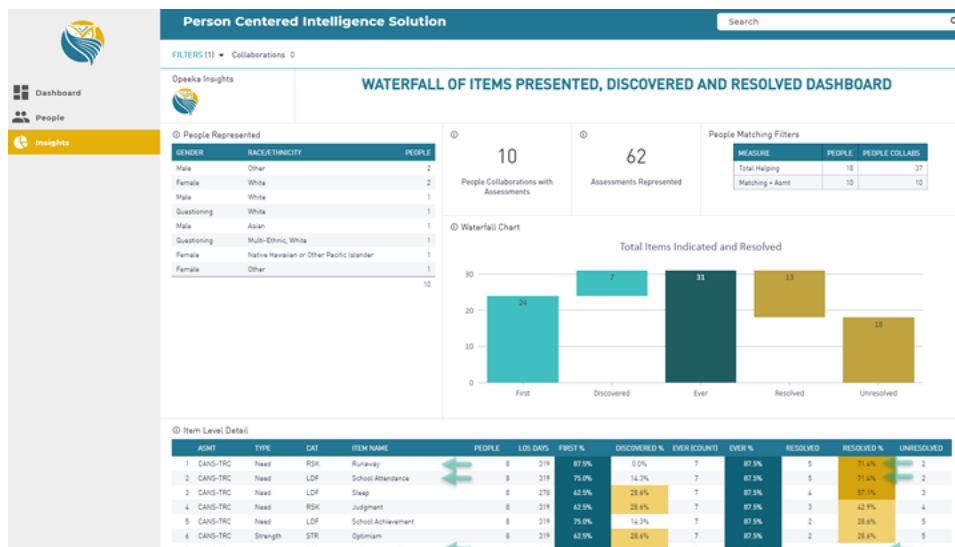 Person Centered Intelligence Solution
Search
FILTERS (1) Collaborations 0
Dashboard
People
Insights
Opeeka Insights
WATERFALL OF ITEMS PRESENTED, DISCOVERED AND RESOLVED DASHBOARD
People Represented
GENDER RACE/ETHNICITY PEOPLE
Male Other 2
Female White 2
Male White 1
Questioning White 1
Male Asian 1
Questioning Multi-Ethnic, White 1
Female Native Hawaiian or Other Pacific Islander 1
Female Other 1
10
10
People Collaborations with
Assessments
62
Assessments Represented
People Matching Filters
MEASURE PEOPLE PEOPLE COLLABS
Total Helping 18 37
Matching + Asmt 10 10
Waterfall Chart
Total Items Indicated and Resolved
30
20
10
0
24
7
31
13
18
First Discovered Ever Resolved Unresolved
Item Level Detail
ASMT TYPE CAT ITEM NAME PEOPLE LOS DAYS FIRST % DISCOVERED % EVER (COUNT) EVER % RESOLVED RESOLVED % UNRESOLVED
1 CANS-TRC Need RSK Runaway 8 319 87.5% 0.0% 7 87.5% 5 71.4% 2
2 CANS-TRC Need LDF School Attendance 8 319 75.0% 14.3% 7 87.5% 5 71.4% 2
3 CANS-TRC Need LDF Sleep 8 278 62.5% 28.6% 7 87.5% 4 57.1% 3
4 CANS-TRC Need RSK Judgment 8 319 62.5% 28.6% 7 87.5% 3 42.9% 4
5 CANS-TRC Need LDF School Achievement 8 319 75.0% 14.3% 7 87.5% 2 28.6% 5
6 CANS-TRC Strength STR Optimism 8 319 62.5% 28.6% 7 87.5% 2 28.6% 5